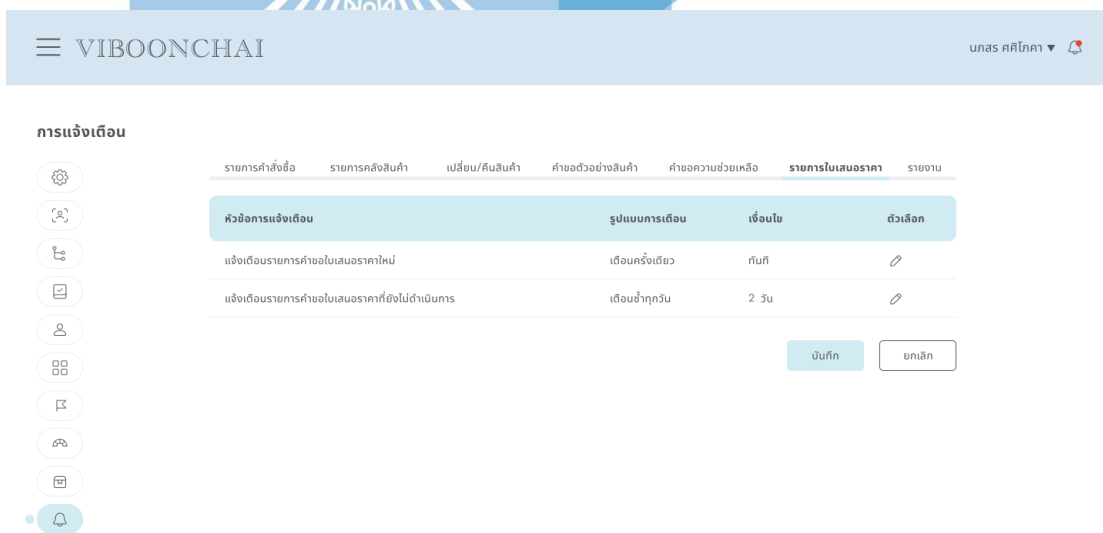 VIBOONCHAI
นภสร ศศิโภคา ▼
การแจ้งเตือน
รายการคำสั่งซื้อ รายการคลังสินค้า เปลี่ยน/คืนสินค้า คำขอตัวอย่างสินค้า คำขอความช่วยเหลือ รายการใบเสนอราคา รายงาน
หัวข้อการแจ้งเตือน รูปแบบการเตือน เงื่อนไข ตัวเลือก
แจ้งเตือนรายการคำขอใบเสนอราคาใหม่ เตือนครั้งเดียว ทันที
แจ้งเตือนรายการคำขอใบเสนอราคาที่ยังไม่ดำเนินการ เตือนซ้ำทุกวัน 2 วัน
บันทึก ยกเลิก